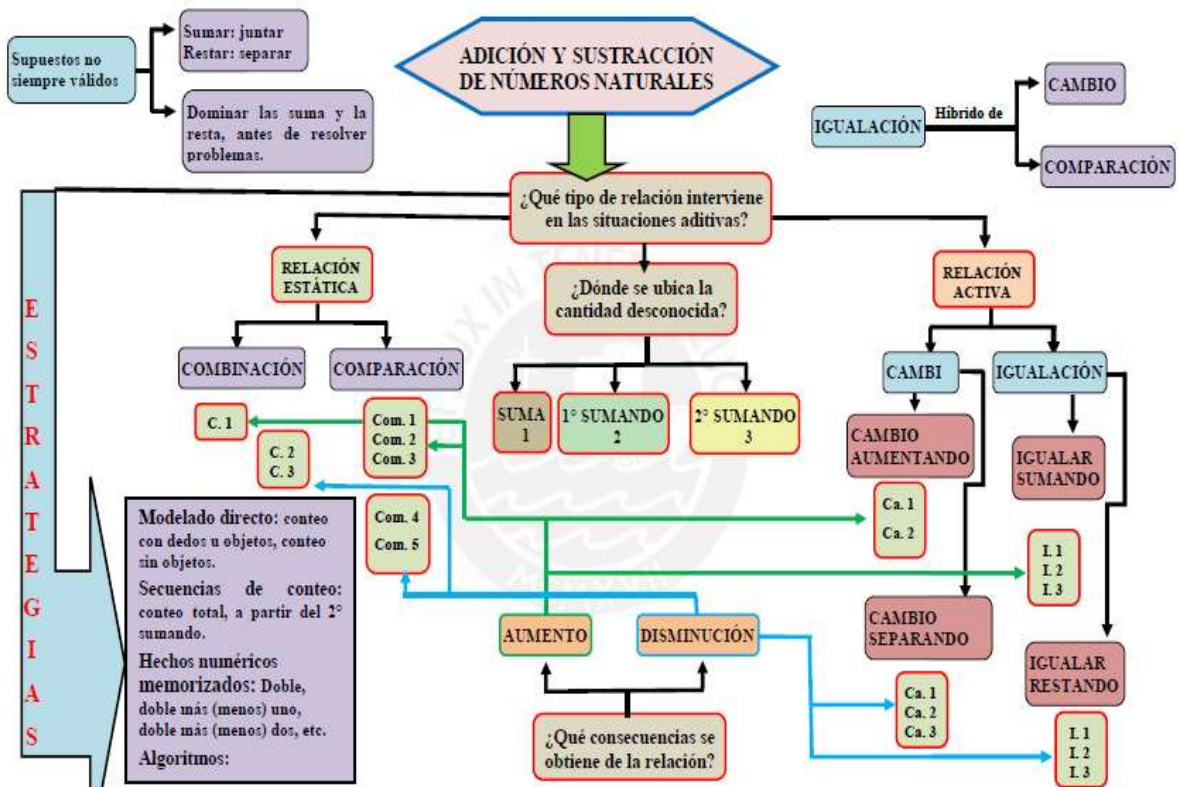 Supuestos no
siempre válidos
Sumar: juntar
Restar: separar
Dominar las suma y la
resta, antes de resolver
problemas.
ADICIÓN Y SUSTRACCIÓN
DE NÚMEROS NATURALES
IGUALACIÓN
Híbrido de
CAMBIO
COMPARACIÓN
¿Qué tipo de relación interviene
en las situaciones aditivas?
RELACIÓN
ESTÁTICA
¿Dónde se ubica la
cantidad desconocida?
RELACIÓN
ACTIVA
COMBINACIÓN
COMPARACIÓN
CAMBI
IGUALACIÓN
C. 1
C. 2
C. 3
Com. 1
Com. 2
Com. 3
Com. 4
Com. 5
SUMA
1
1° SUMANDO
2
2° SUMANDO
3
CAMBIO
AUMENTANDO
IGUALAR
SUMANDO
Ca. 1
Ca. 2
I. 1
I. 2
I. 3
CAMBIO
SEPARANDO
IGUALAR
RESTANDO
AUMENTO
DISMINUCIÓN
Ca. 1
Ca. 2
Ca. 3
I. 1
I. 2
I. 3
¿Qué consecuencias se
obtiene de la relación?
E
S
T
R
A
T
E
G
I
A
S
Modelado directo: conteo
con dedos u objetos, conteo
sin objetos.
Secuencias de conteo:
conteo total, a partir del 2°
sumando.
Hechos numéricos
memorizados: Doble,
doble más (menos) uno,
doble más (menos) dos, etc.
Algoritmos: